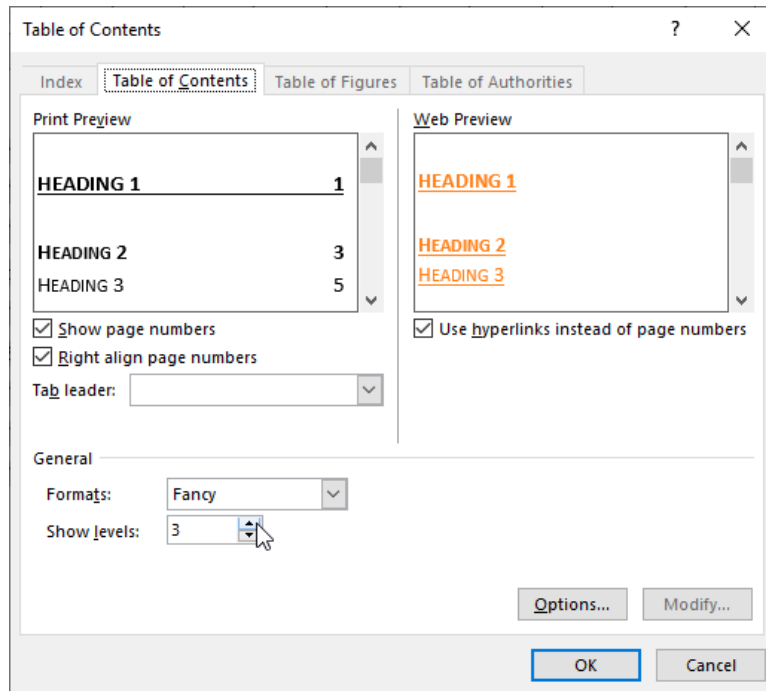 Table of Contents ?
Index Table of Contents Table of Figures Table of Authorities
Print Preview
HEADING 1 1
HEADING 2 3
HEADING 3 5
Show page numbers
Right align page numbers
Tab leader:
Web Preview
HEADING 1
HEADING 2
HEADING 3
Use hyperlinks instead of page numbers
General
Formats: Fancy
Show levels: 3
Options... Modify...
OK Cancel